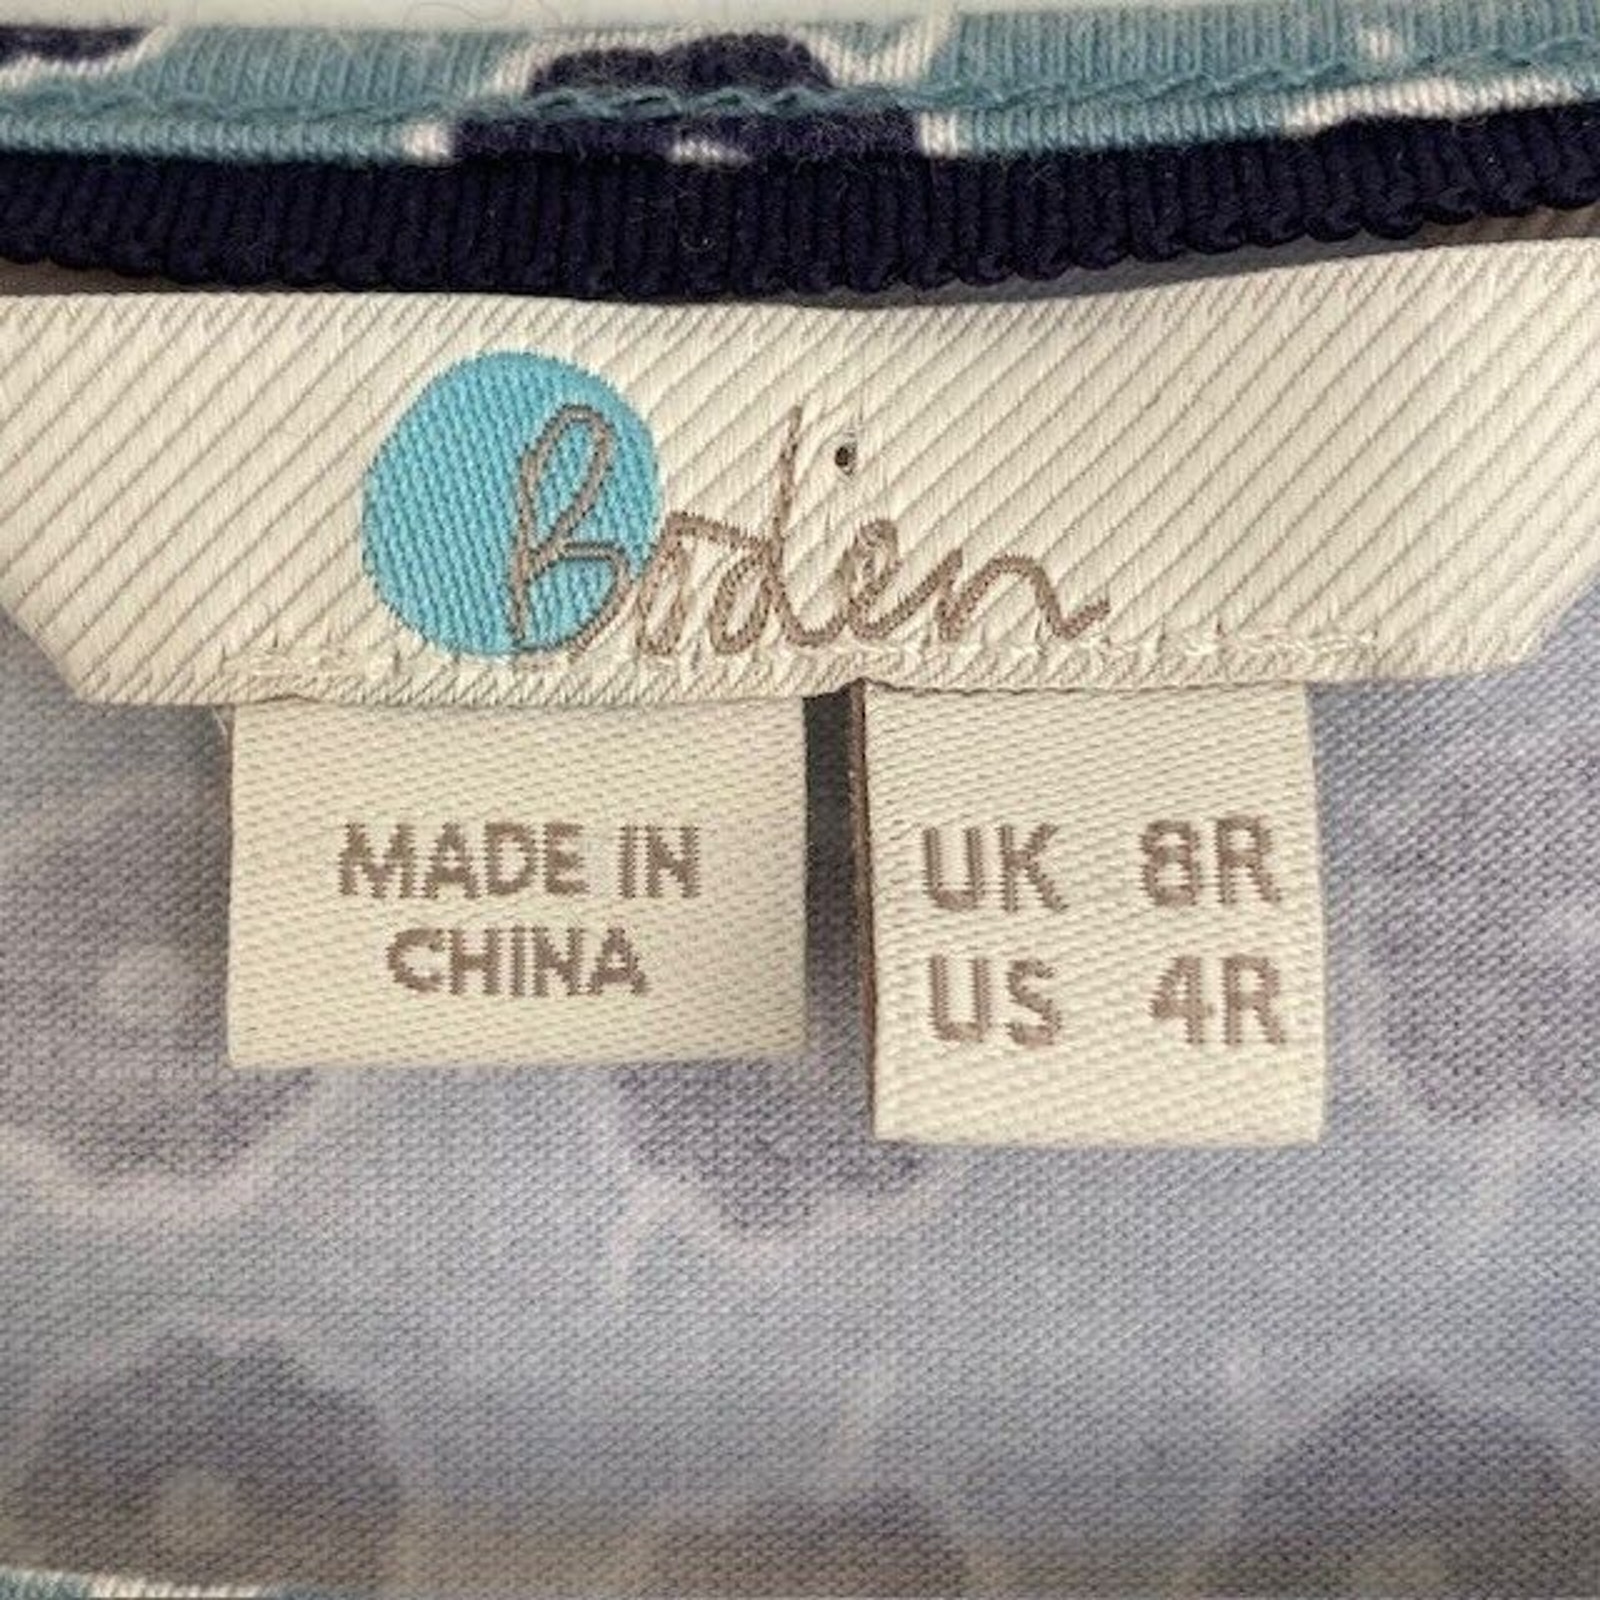 Boden
MADE IN
CHINA
UK 8R
US 4R